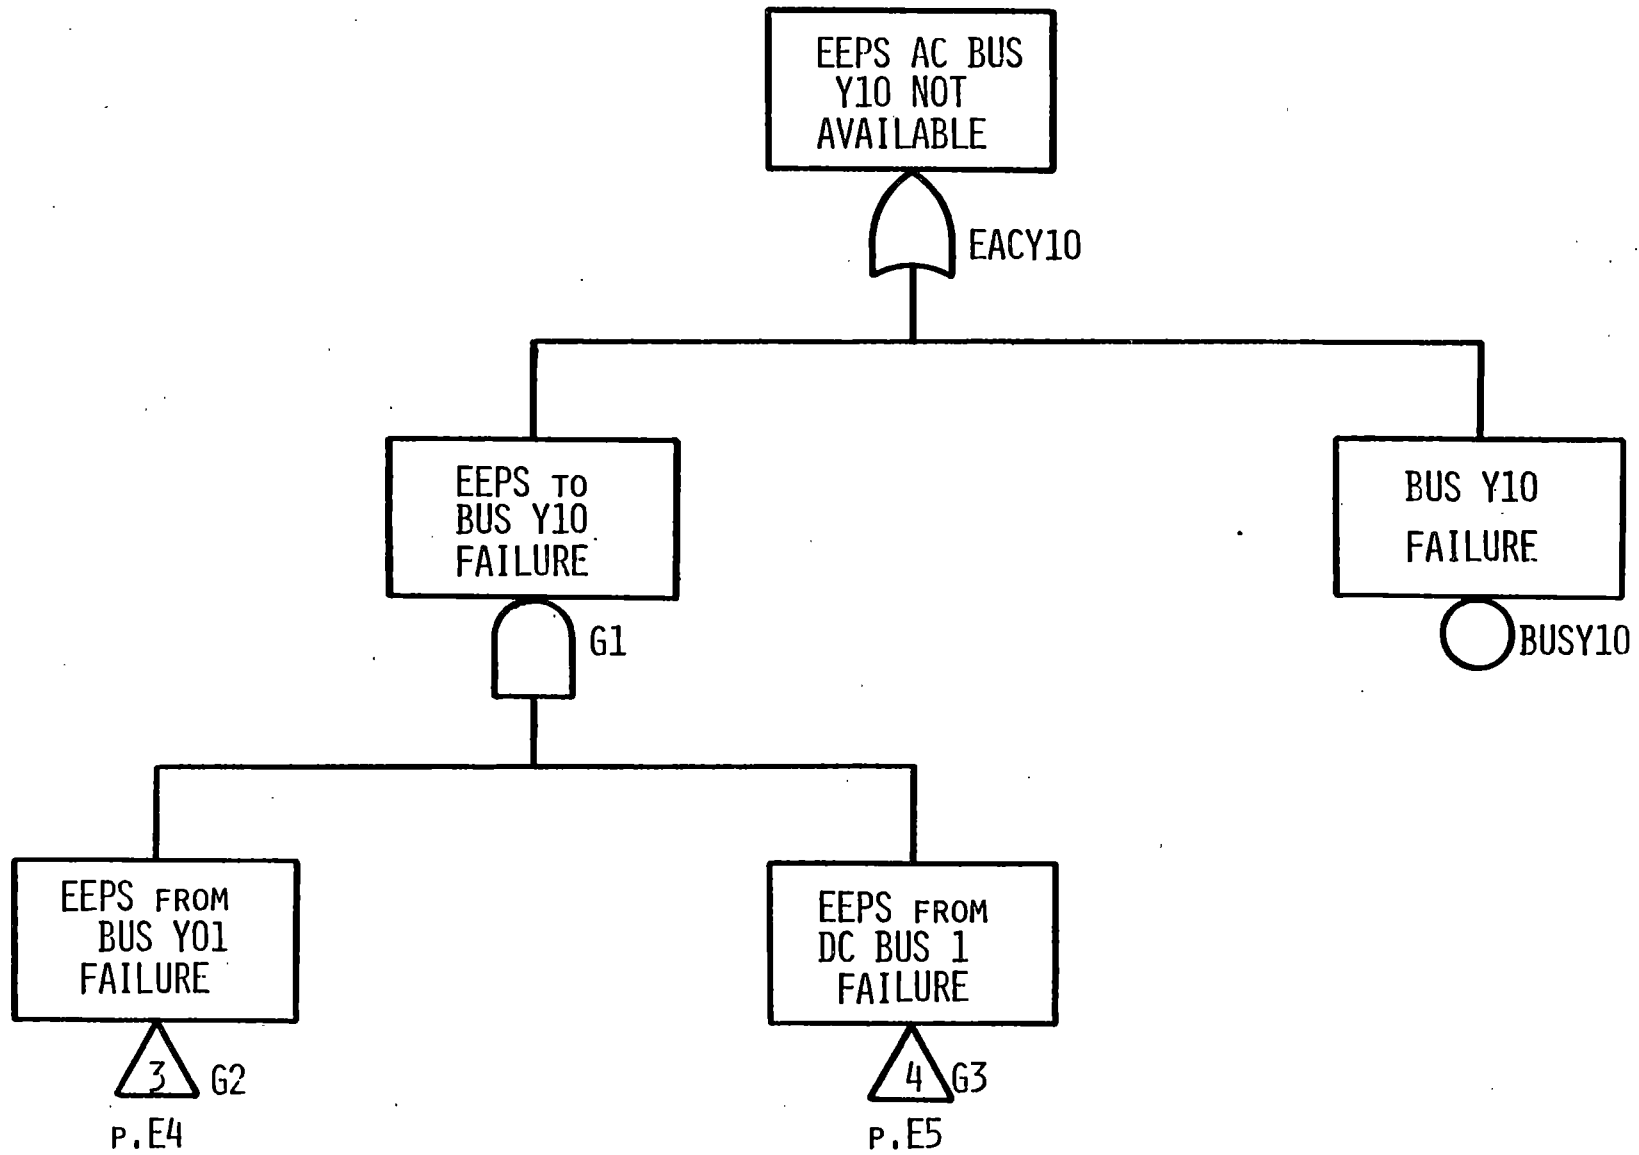 EEPS AC BUS
Y10 NOT
AVAILABLE
EACY10
EEPS TO
BUS Y10
FAILURE
G1
BUS Y10
FAILURE
BUSY10
EEPS FROM
BUS Y01
FAILURE
3
G2
P.E4
EEPS FROM
DC BUS 1
FAILURE
4
G3
P.E5